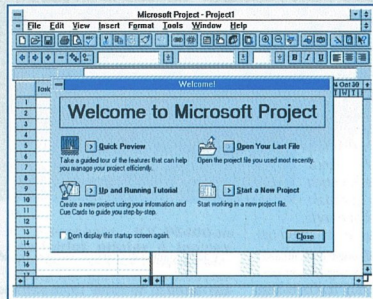 Microsoft Project - Project1
File Edit View Insert Format Tools Window Help
B I U
Welcome!
Oct 30
1
2
3
4
5
6
7
8
9
10
11
12
13
14
15
16
Welcome to Microsoft Project
Quick Preview
Take a guided tour of the features that can help
you manage your project efficiently.
Open Your Last File
Open the project file you used most recently.
Up and Running Tutorial
Create a new project using your information and
Cue Cards to guide you step-by-step.
Start a New Project
Start working in a new project file.
Don't display this startup screen again.
Close